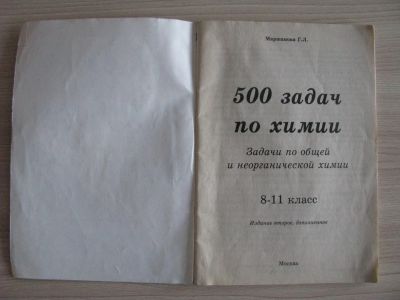 Маршанова Г.Л.
500 задач
по химии
Задачи по общей
и неорганической химии
8-11 класс
Издание второе, дополненное
Москва